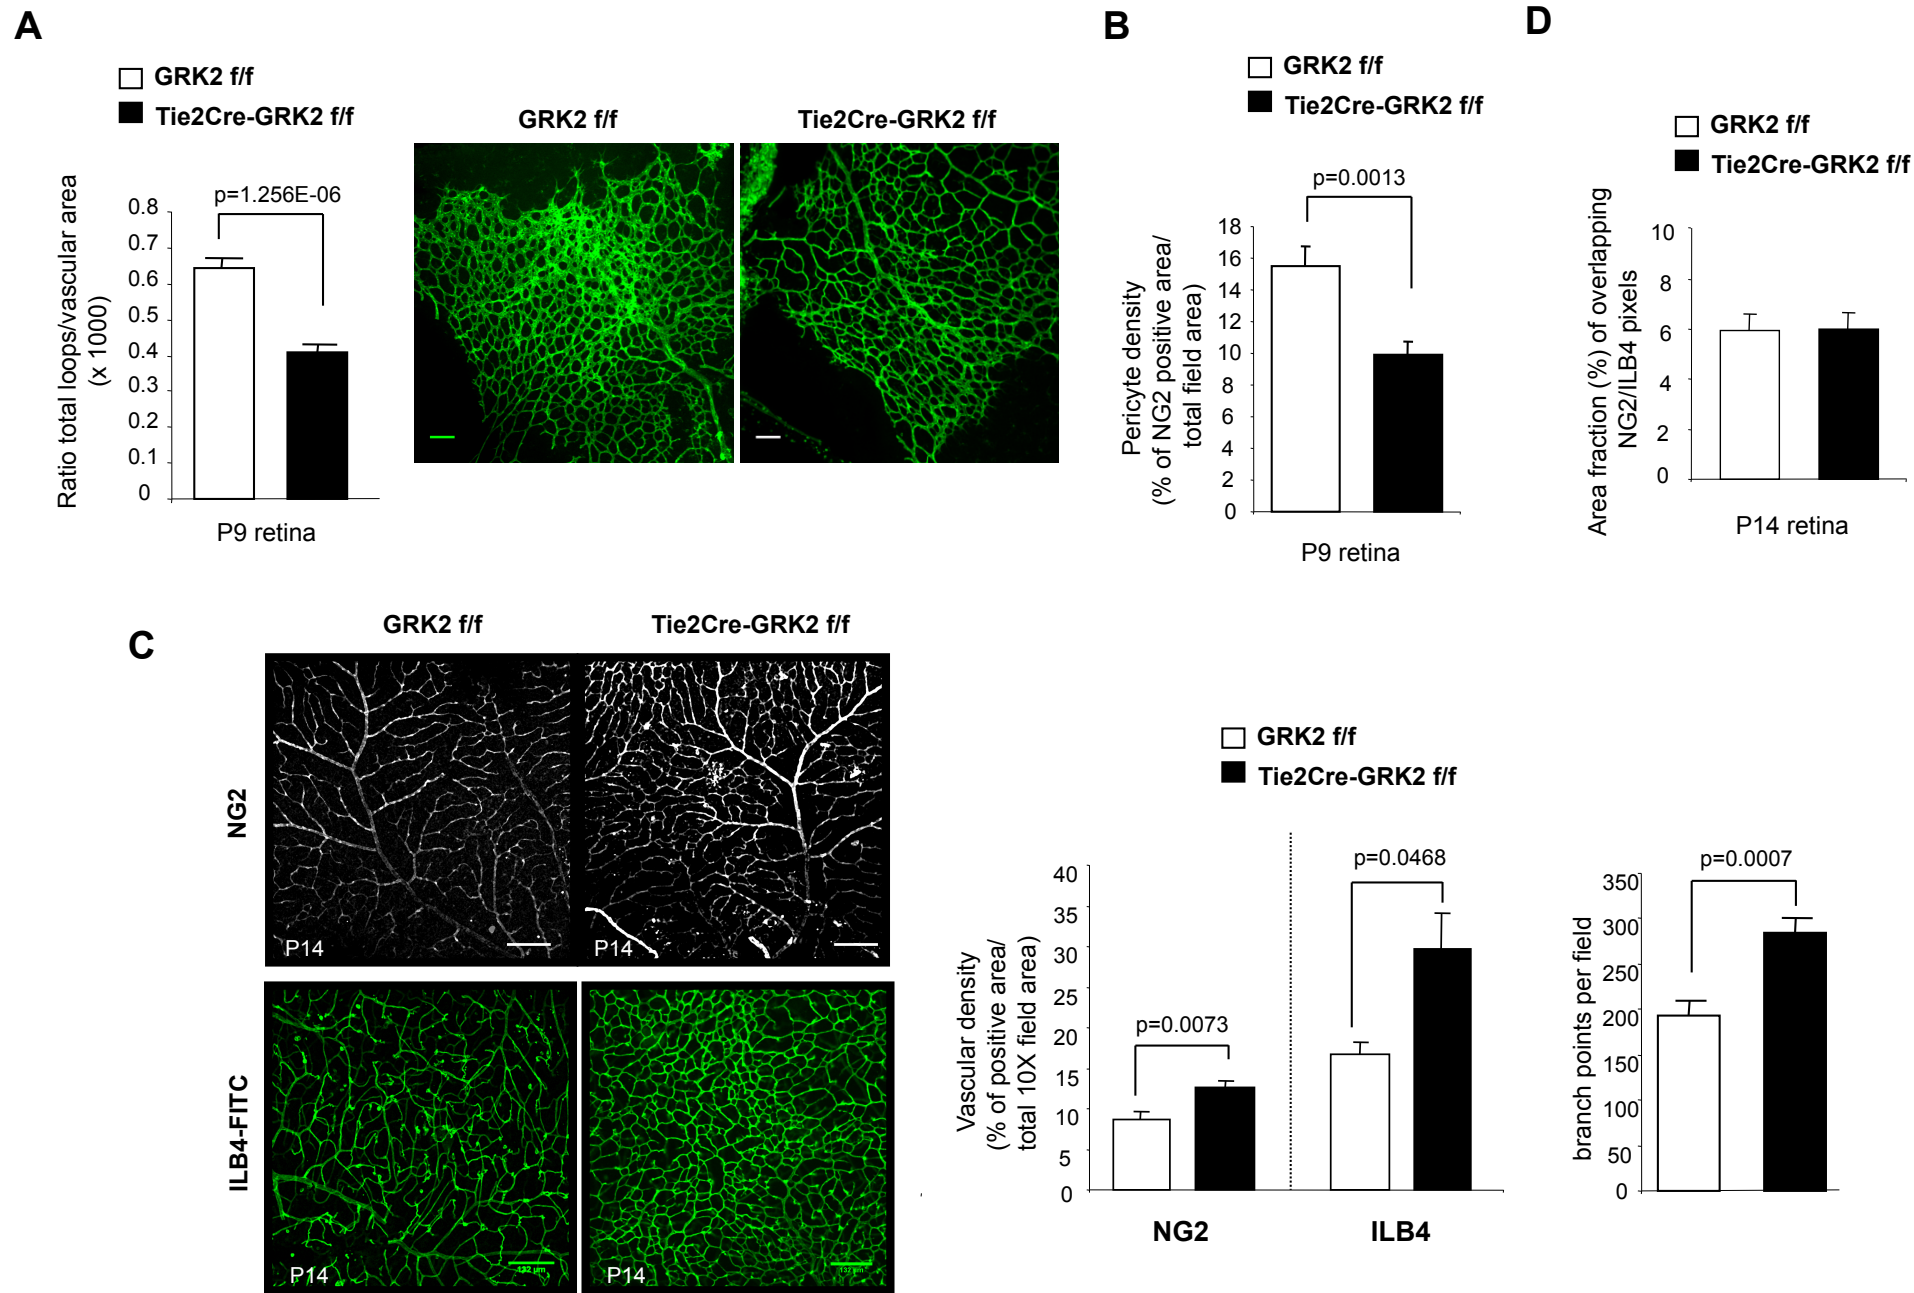 A
GRK2 f/f
Tie2Cre-GRK2 f/f
Ratio total loops/vascular area
(x 1000)
0.8
0.7
0.6
0.5
0.4
0.3
0.2
0.1
0
p=1.256E-06
P9 retina
GRK2 f/f
Tie2Cre-GRK2 f/f
B
GRK2 f/f
Tie2Cre-GRK2 f/f
Pericyte density
(% of NG2 positive area/
total field area)
18
16
14
12
10
8
6
4
2
0
p=0.0013
P9 retina
D
GRK2 f/f
Tie2Cre-GRK2 f/f
Area fraction (%) of overlapping
NG2/ILB4 pixels
10
8
6
4
2
0
P14 retina
C
GRK2 f/f
Tie2Cre-GRK2 f/f
NG2
P14
P14
ILB4-FITC
P14
132 µm
P14
132 µm
GRK2 f/f
Tie2Cre-GRK2 f/f
Vascular density
(% of positive area/
total 10X field area)
40
35
30
25
20
15
10
5
0
p=0.0073
p=0.0468
NG2
ILB4
branch points per field
350
300
250
200
150
100
50
0
p=0.0007